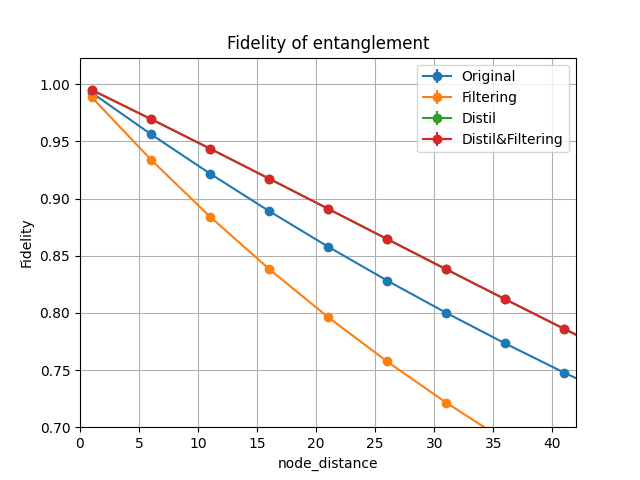 Fidelity of entanglement
Original
Filtering
Distil
Distil&Filtering
1.00
0.95
0.90
0.85
0.80
0.75
0.70
Fidelity
0 5 10 15 20 25 30 35 40
node_distance